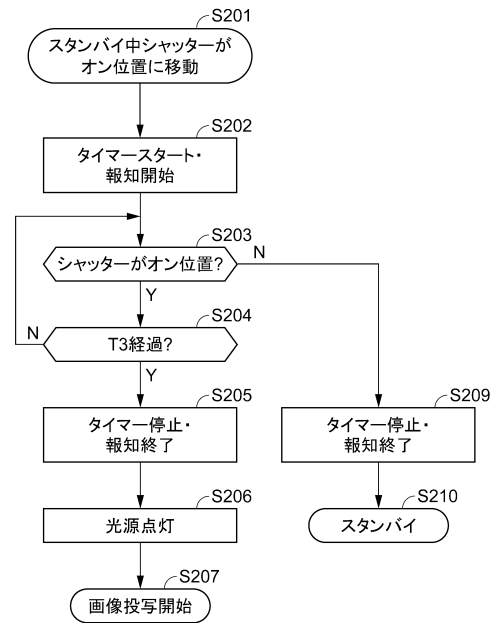 S201
スタンバイ中シャッターが
オン位置に移動
S202
タイマースタート・
報知開始
S203
シャッターがオン位置?
N
Y
S204
N
T3経過?
Y
S205
タイマー停止・
報知終了
S209
タイマー停止・
報知終了
S206
光源点灯
S210
スタンバイ
S207
画像投写開始